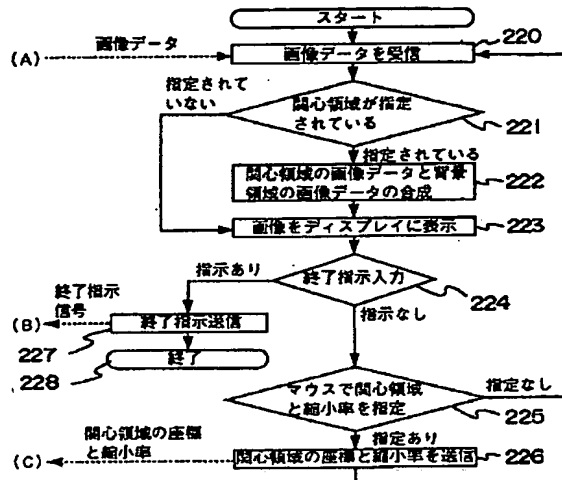 スタート
220
画像データ
(A)
画像データを受信
指定されて
いない
関心領域が指定
されている
221
指定されている
関心領域の画像データと背景
領域の画像データの合成
222
画像をディスプレイに表示
223
指示あり
終了指示入力
224
終了指示
信号
(B)
終了指示送信
指示なし
227
終了
228
マウスで関心領域
と縮小率を指定
指定なし
225
関心領域の座標
と縮小率
指定あり
(C)
関心領域の座標と縮小率を送信
226